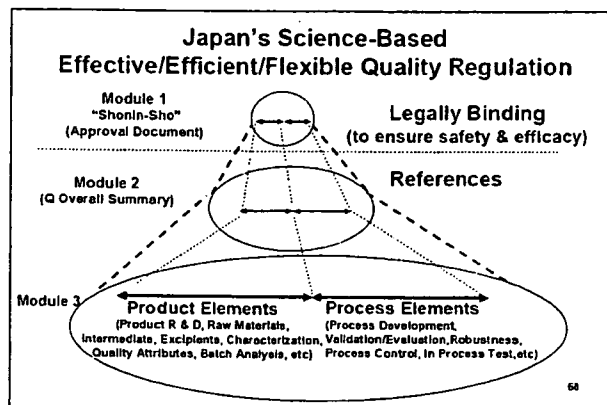 Japan's Science-Based
Effective/Efficient/Flexible Quality Regulation
Module 1
"Shonin-Sho"
(Approval Document)
Legally Binding
(to ensure safety & efficacy)
Module 2
(Q Overall Summary)
References
Module 3
Product Elements
(Product R & D, Raw Materials,
Intermediate, Excipients, Characterization,
Quality Attributes, Batch Analysis, etc)
Process Elements
(Process Development,
Validation/Evaluation,Robustness,
Process Control, In Process Test,etc)